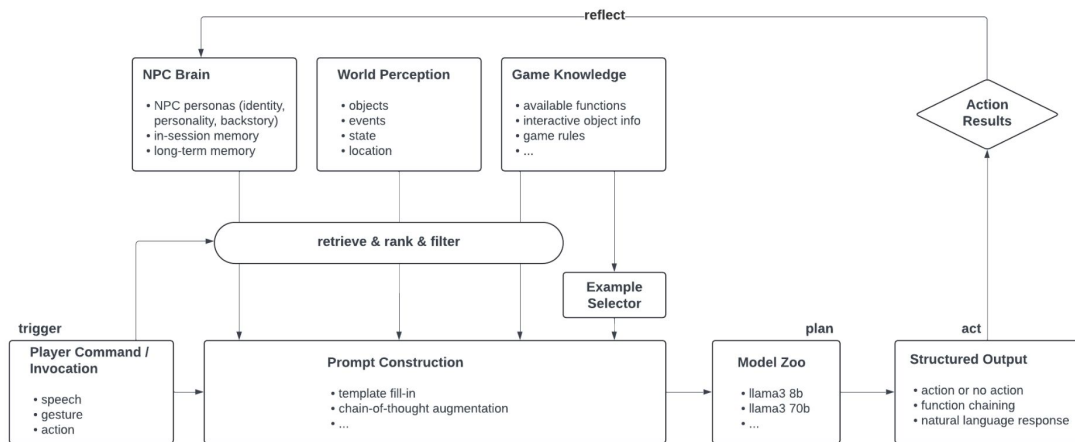 reflect
NPC Brain
• NPC personas (identity,
personality, backstory)
• in-session memory
• long-term memory
World Perception
• objects
• events
• state
• location
Game Knowledge
• available functions
• interactive object info
• game rules
• ...
Action
Results
retrieve & rank & filter
Example
Selector
trigger
Player Command /
Invocation
• speech
• gesture
• action
Prompt Construction
• template fill-in
• chain-of-thought augmentation
• ...
plan
Model Zoo
• llama3 8b
• llama3 70b
• ...
act
Structured Output
• action or no action
• function chaining
• natural language response